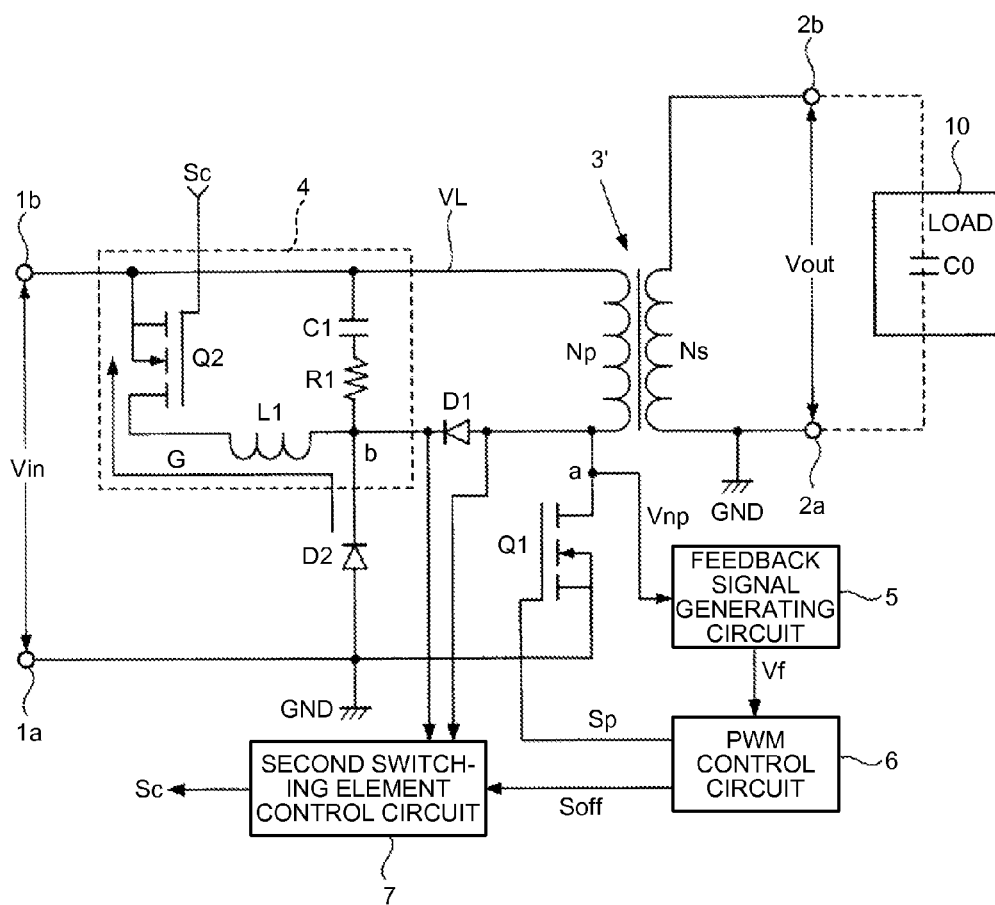 2b
10
Sc
3'
1b
4
VL
LOAD
Vout
C0
C1
Q2
Np
Ns
R1
D1
L1
Vin
G
b
a
Vnp
GND
2a
Q1
D2
FEEDBACK
SIGNAL
GENERATING
CIRCUIT
5
1a
Vf
GND
Sp
PWM
CONTROL
CIRCUIT
6
SECOND SWITCH-
ING ELEMENT
CONTROL CIRCUIT
Sc
Soff
7